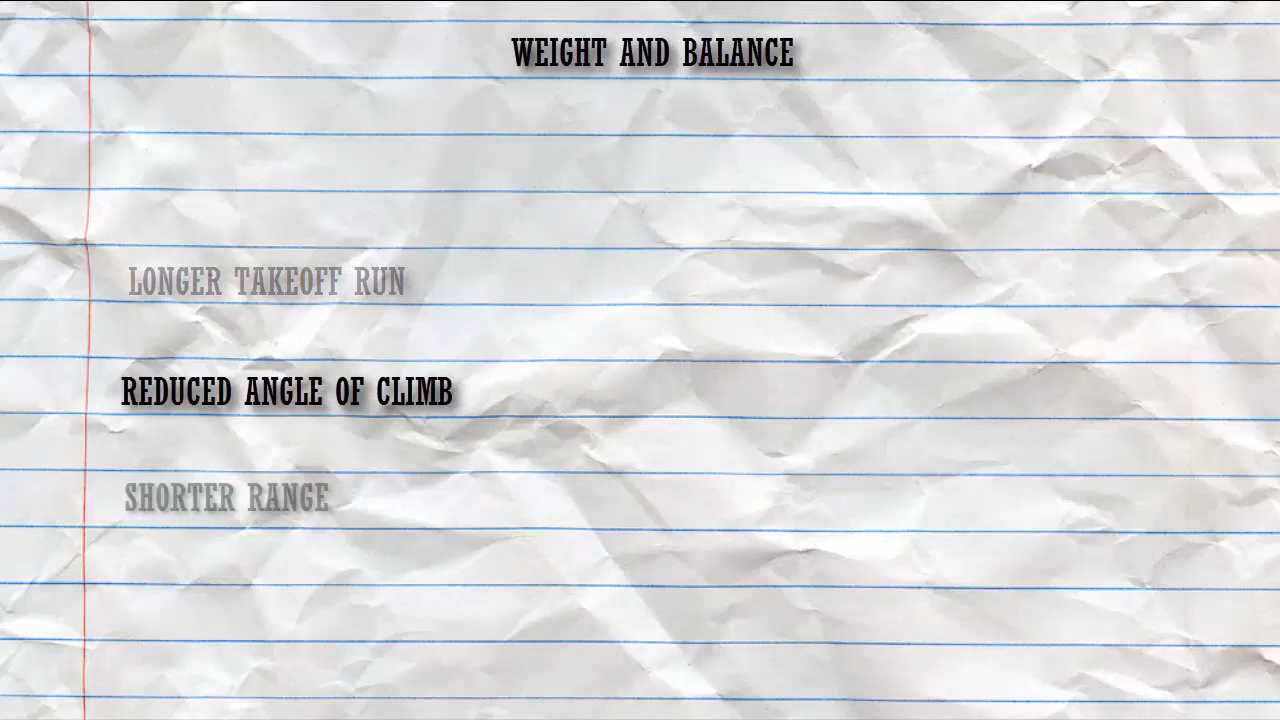 WEIGHT AND BALANCE
LONGER TAKEOFF RUN
REDUCED ANGLE OF CLIMB
SHORTER RANGE